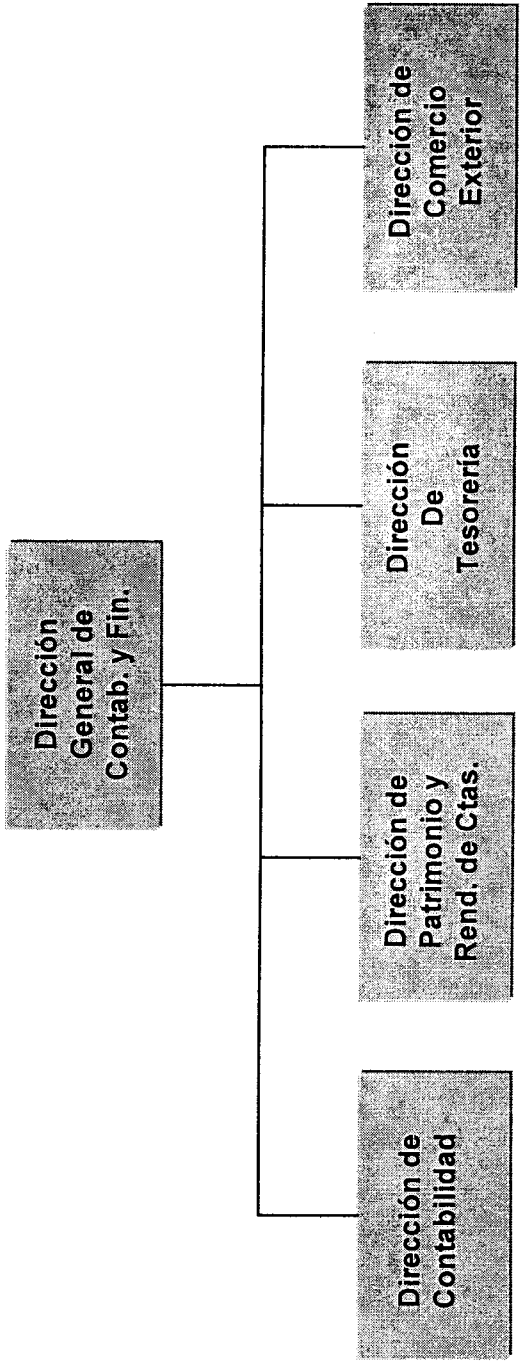 Dirección
General de
Contab. y Fin.
Dirección de
Contabilidad
Dirección de
Patrimonio y
Rend. de Ctas.
Dirección
De
Tesorería
Dirección de
Comercio
Exterior